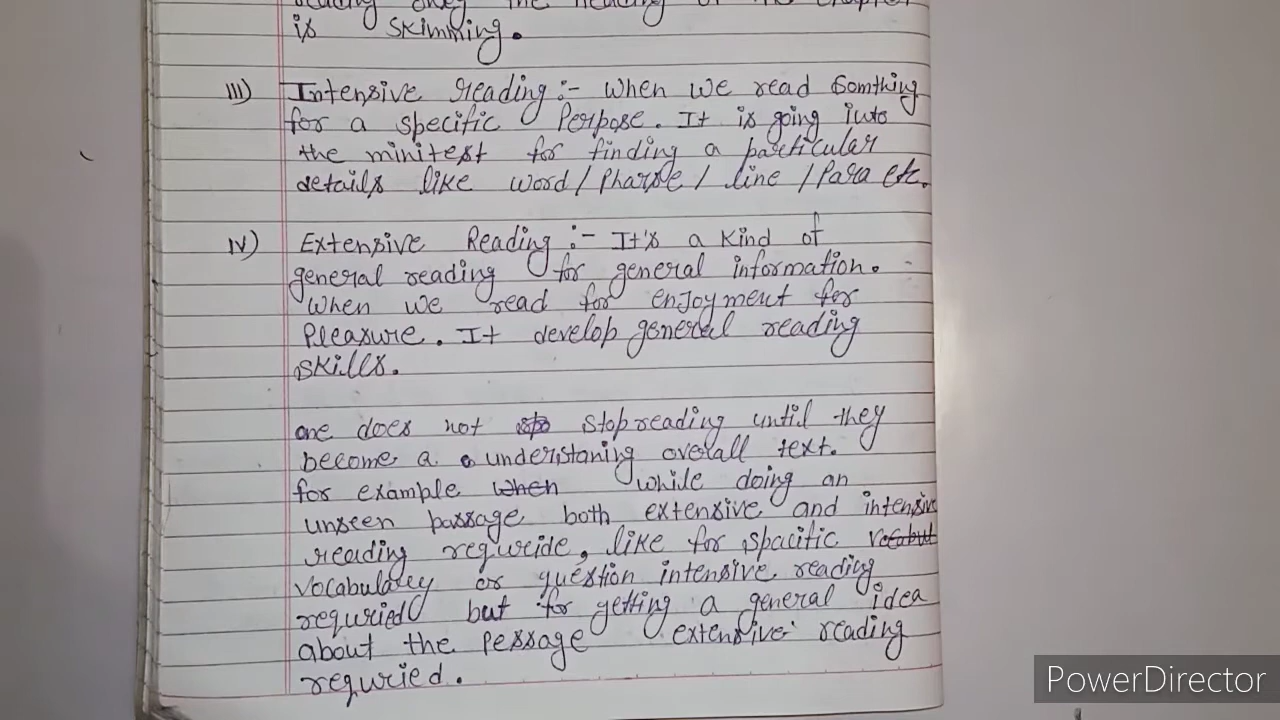 is skimming.
III) Intensive reading :- When we read Somthing
for a specific Perpose. It is going into
the minitest for finding a particular
details like word / Pharse / line / Para etc.
IV) Extensive Reading :- It's a kind of
general reading for general information.
When we read for enjoyment for
Pleasure. It develop general reading
skills.
one does not stop reading until they
become a understaning overall text.
for example when while doing an
unseen passage both extensive and intensive
reading requride, like for spacific
vocabulary or question intensive reading
requried but for getting a general idea
about the pessage extensive reading
requried.
PowerDirector